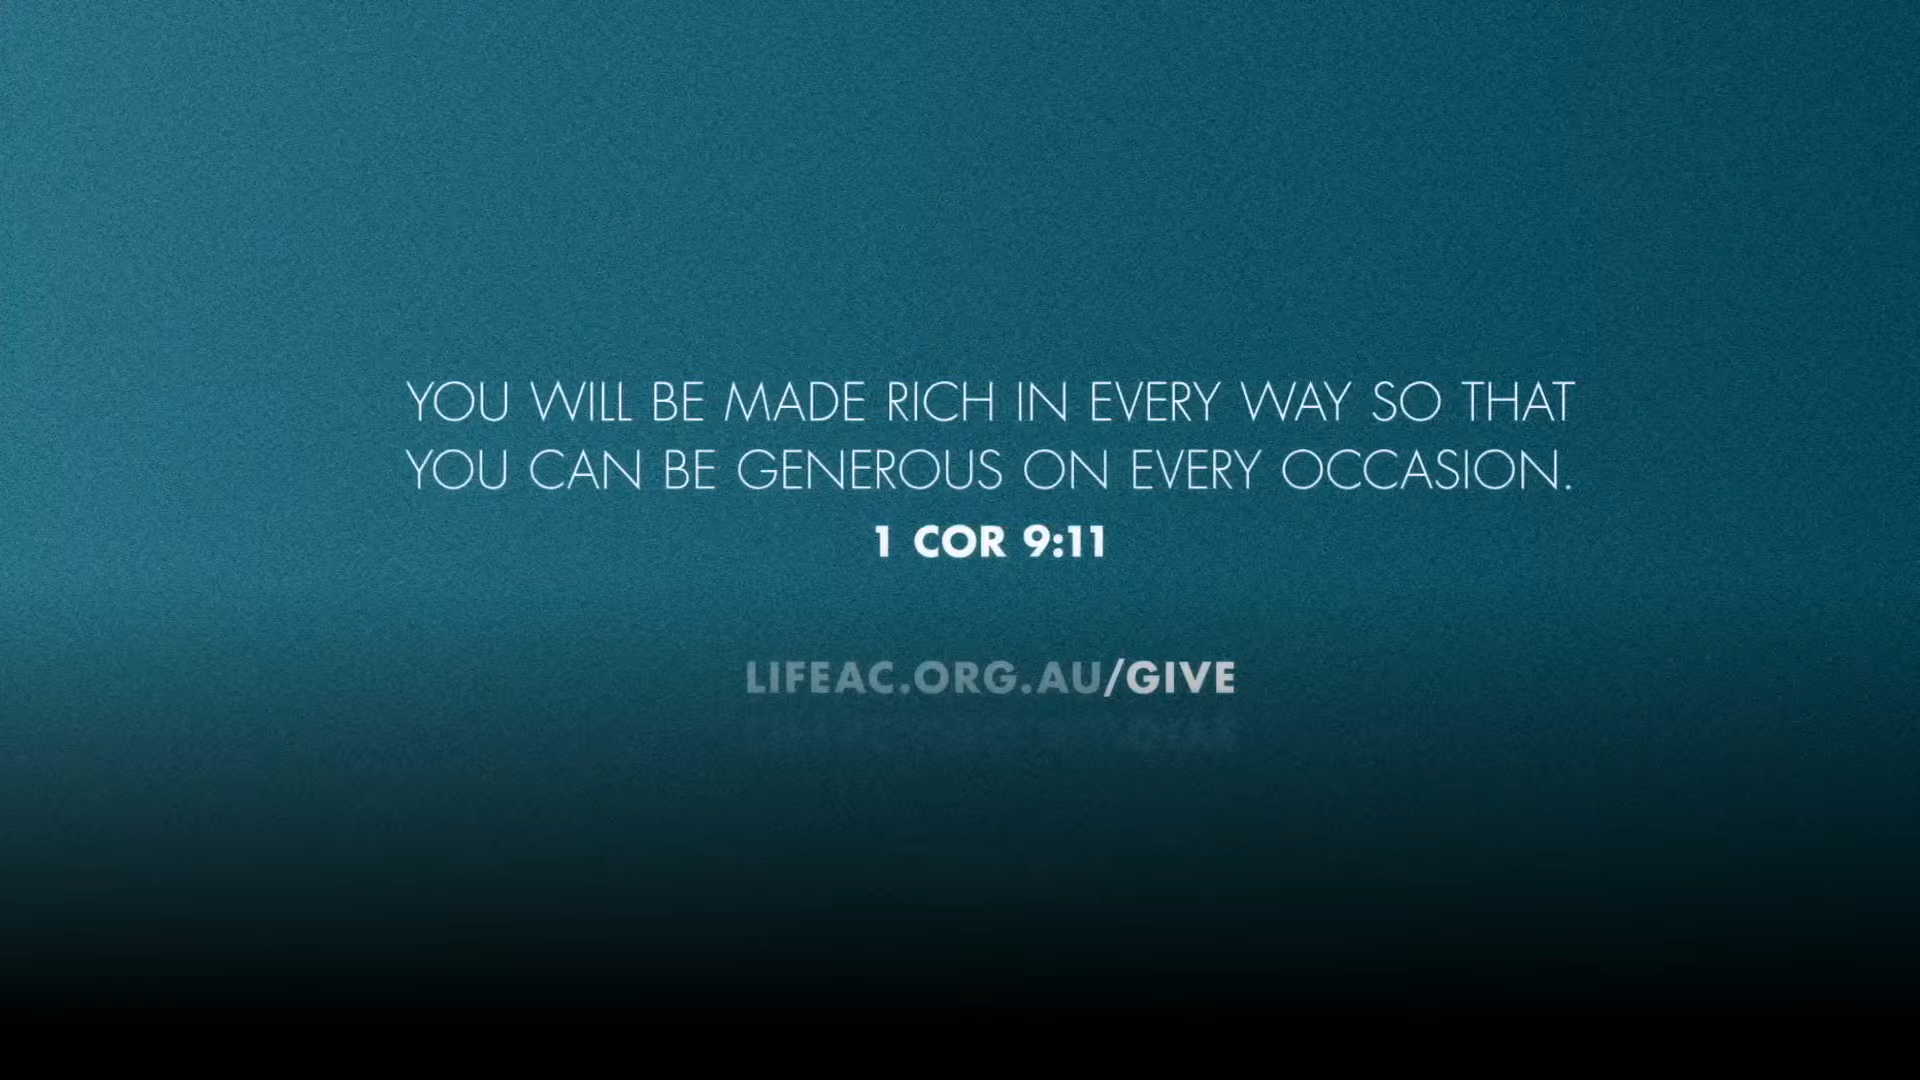 YOU WILL BE MADE RICH IN EVERY WAY SO THAT
YOU CAN BE GENEROUS ON EVERY OCCASION.
1 COR 9:11
LIFEAC.ORG.AU/GIVE